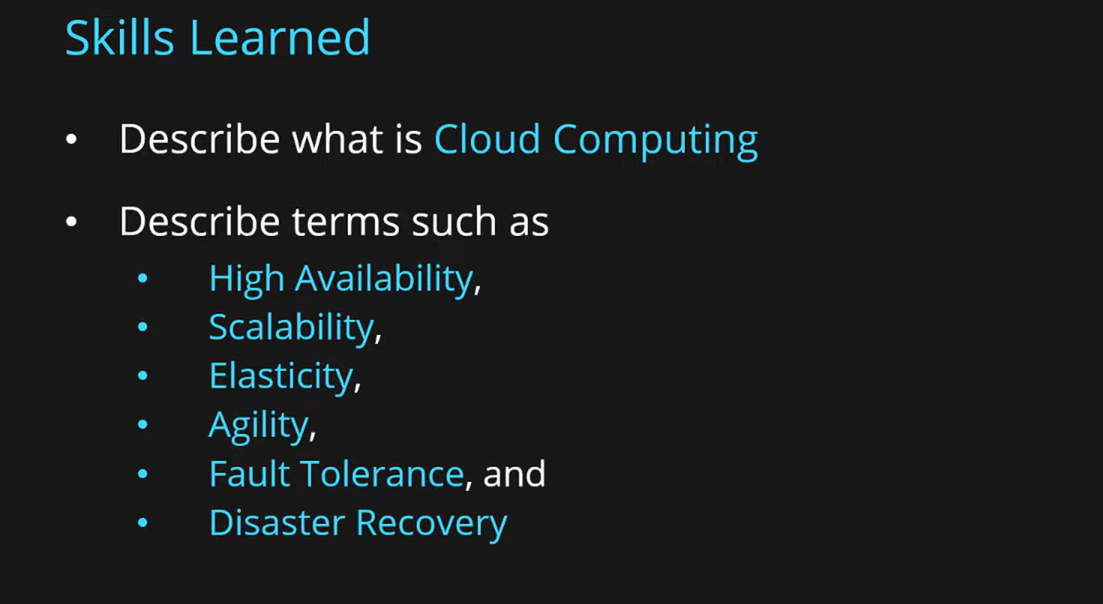 Skills Learned
• Describe what is Cloud Computing
• Describe terms such as
• High Availability,
• Scalability,
• Elasticity,
• Agility,
• Fault Tolerance, and
• Disaster Recovery